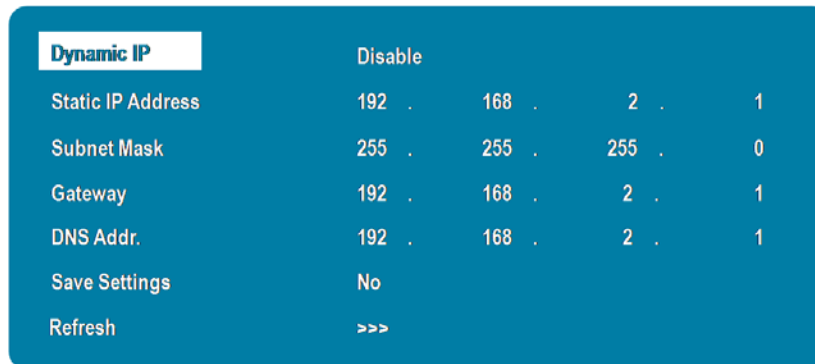 Dynamic IP Disable
Static IP Address 192 . 168 . 2 . 1
Subnet Mask 255 . 255 . 255 . 0
Gateway 192 . 168 . 2 . 1
DNS Addr. 192 . 168 . 2 . 1
Save Settings No
Refresh >>>